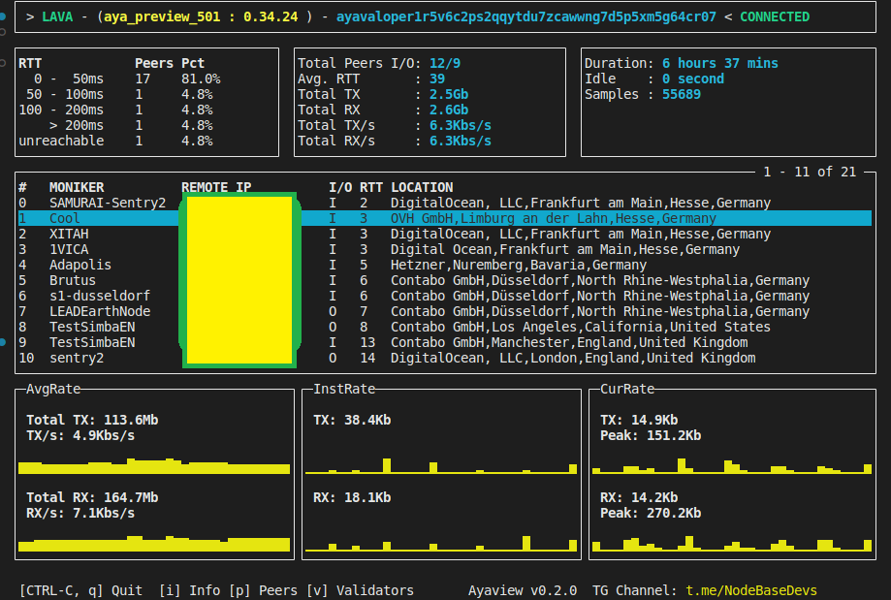 > LAVA - (aya_preview_501 : 0.34.24 ) - ayavaloper1r5v6c2ps2qqytdu7zcawwng7d5p5xm5g64cr07 < CONNECTED
RTT Peers Pct
0 - 50ms 17 81.0%
50 - 100ms 1 4.8%
100 - 200ms 1 4.8%
> 200ms 1 4.8%
unreachable 1 4.8%
Total Peers I/O: 12/9
Avg. RTT : 39
Total TX : 2.5Gb
Total RX : 2.6Gb
Total TX/s : 6.3Kb/s
Total RX/s : 6.3Kb/s
Duration: 6 hours 37 mins
Idle : 0 second
Samples : 55689
1 - 11 of 21
# MONIKER REMOTE IP I/O RTT LOCATION
0 SAMURAI-Sentry2 I 2 DigitalOcean, LLC,Frankfurt am Main,Hesse,Germany
1 Cool I 3 OVH GmbH,Limburg an der Lahn,Hesse,Germany
2 XITAH I 3 DigitalOcean, LLC,Frankfurt am Main,Hesse,Germany
3 1VICA I 3 Digital Ocean,Frankfurt am Main,Hesse,Germany
4 Adapolis I 5 Hetzner,Nuremberg,Bavaria,Germany
5 Brutus I 6 Contabo GmbH,Düsseldorf,North Rhine-Westphalia,Germany
6 s1-dusseldorf I 6 Contabo GmbH,Düsseldorf,North Rhine-Westphalia,Germany
7 LEADEarthNode O 7 Contabo GmbH,Düsseldorf,North Rhine-Westphalia,Germany
8 TestSimbaEN O 8 Contabo GmbH,Los Angeles,California,United States
9 TestSimbaEN I 13 Contabo GmbH,Manchester,England,United Kingdom
10 sentry2 O 14 DigitalOcean, LLC,London,England,United Kingdom
AvgRate
Total TX: 113.6Mb
TX/s: 4.9Kbs/s
Total RX: 164.7Mb
RX/s: 7.1Kbs/s
InstRate
TX: 38.4Kb
RX: 18.1Kb
CurRate
TX: 14.9Kb
Peak: 151.2Kb
RX: 14.2Kb
Peak: 270.2Kb
[CTRL-C, q] Quit [i] Info [p] Peers [v] Validators Ayaview v0.2.0 TG Channel: t.me/NodeBaseDevs